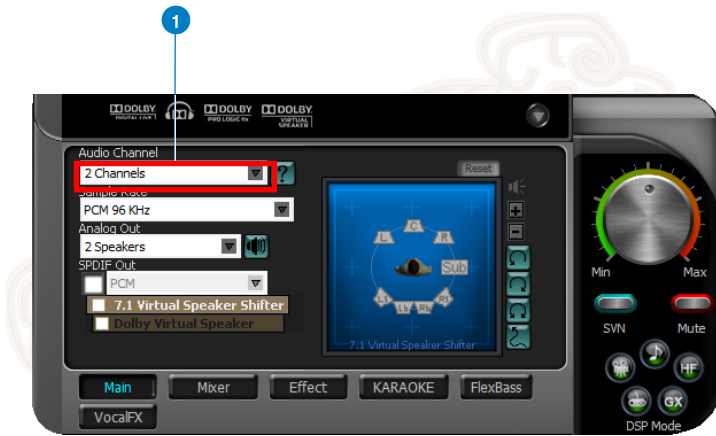 1
DOLBY DOLBY DOLBY
DIGITAL LIVE PRO LOGIC IIx VIRTUAL
SPEAKER
Audio Channel
2 Channels ? Reset
Sample Rate
PCM 96 KHz
Analog Out
2 Speakers
SPDIF Out
PCM
7.1 Virtual Speaker Shifter
Dolby Virtual Speaker
C
L R
Sub
Ls Lb Rb Rs
7.1 Virtual Speaker Shifter
Min Max
SVN Mute
HF
GX
DSP Mode
Main Mixer Effect KARAOKE FlexBass
VocalFX